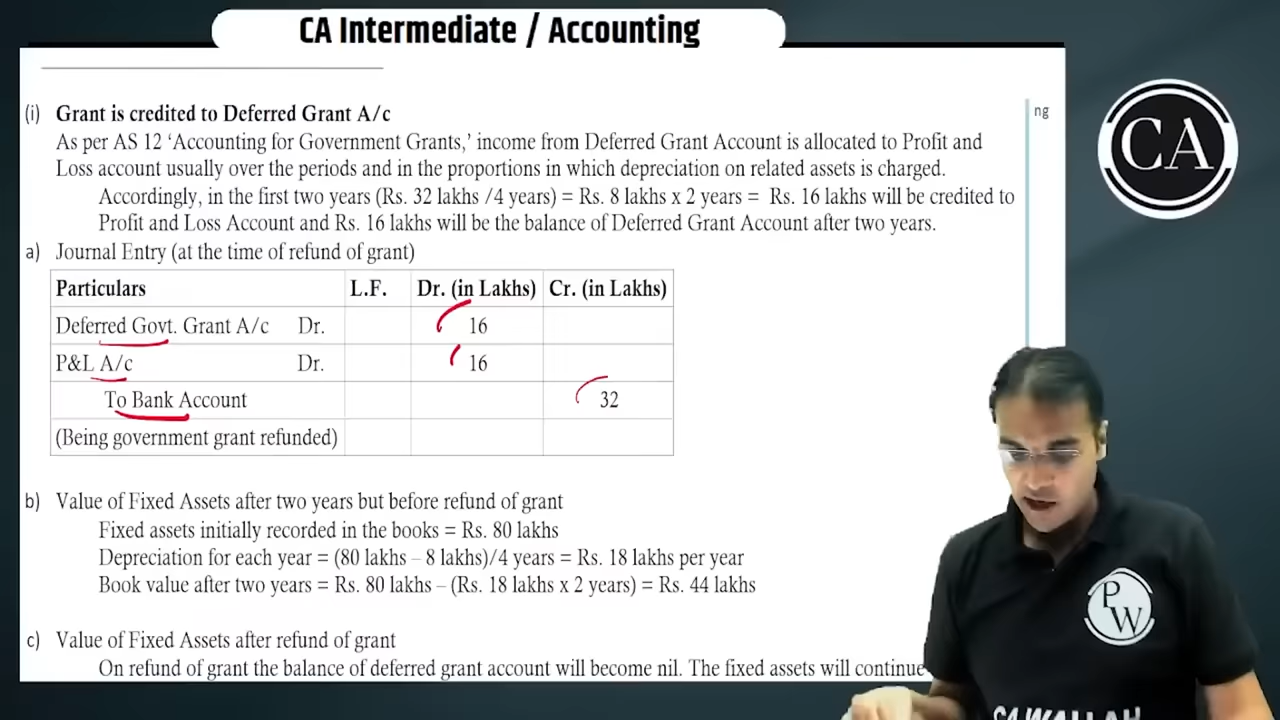 CA Intermediate / Accounting
ng
CA
(i) Grant is credited to Deferred Grant A/c
As per AS 12 ‘Accounting for Government Grants,’ income from Deferred Grant Account is allocated to Profit and
Loss account usually over the periods and in the proportions in which depreciation on related assets is charged.
Accordingly, in the first two years (Rs. 32 lakhs /4 years) = Rs. 8 lakhs x 2 years = Rs. 16 lakhs will be credited to
Profit and Loss Account and Rs. 16 lakhs will be the balance of Deferred Grant Account after two years.
a) Journal Entry (at the time of refund of grant)
Particulars L.F. Dr. (in Lakhs) Cr. (in Lakhs)
Deferred Govt. Grant A/c Dr. 16
P&L A/c Dr. 16
To Bank Account 32
(Being government grant refunded)
b) Value of Fixed Assets after two years but before refund of grant
Fixed assets initially recorded in the books = Rs. 80 lakhs
Depreciation for each year = (80 lakhs – 8 lakhs)/4 years = Rs. 18 lakhs per year
Book value after two years = Rs. 80 lakhs – (Rs. 18 lakhs x 2 years) = Rs. 44 lakhs
c) Value of Fixed Assets after refund of grant
On refund of grant the balance of deferred grant account will become nil. The fixed assets will continue
PW
CA WALLAH